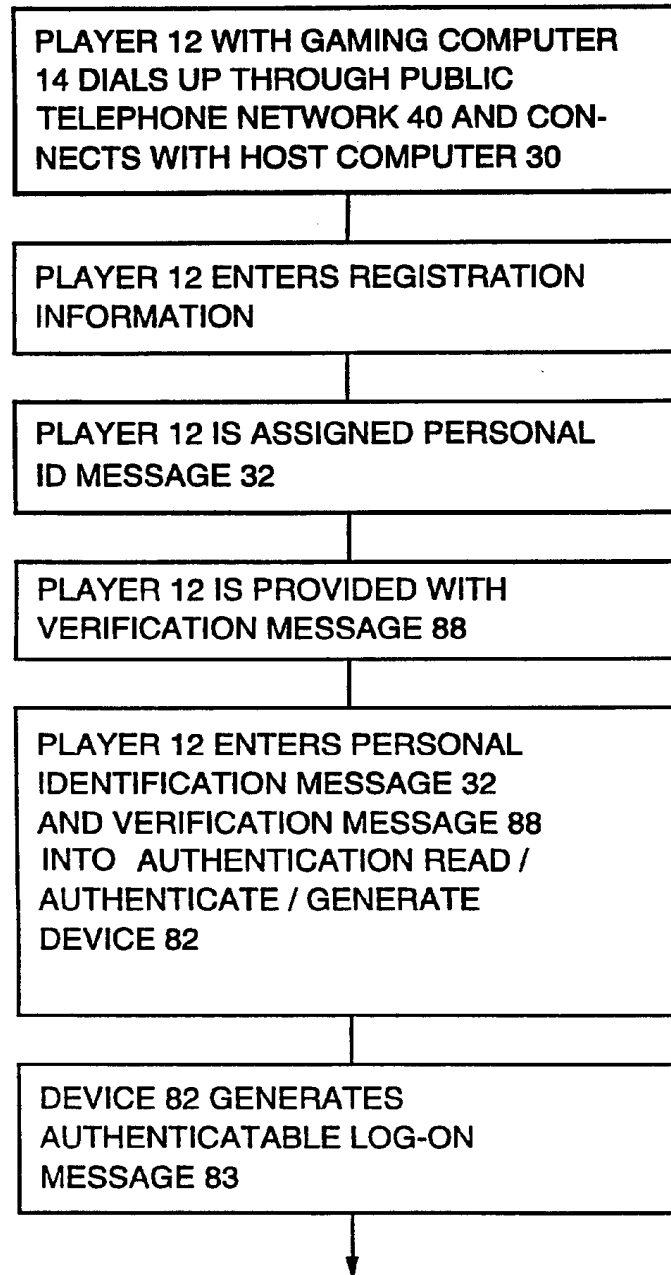 PLAYER 12 WITH GAMING COMPUTER
14 DIALS UP THROUGH PUBLIC
TELEPHONE NETWORK 40 AND CON-
NECTS WITH HOST COMPUTER 30
PLAYER 12 ENTERS REGISTRATION
INFORMATION
PLAYER 12 IS ASSIGNED PERSONAL
ID MESSAGE 32
PLAYER 12 IS PROVIDED WITH
VERIFICATION MESSAGE 88
PLAYER 12 ENTERS PERSONAL
IDENTIFICATION MESSAGE 32
AND VERIFICATION MESSAGE 88
INTO AUTHENTICATION READ /
AUTHENTICATE / GENERATE
DEVICE 82
DEVICE 82 GENERATES
AUTHENTICATABLE LOG-ON
MESSAGE 83